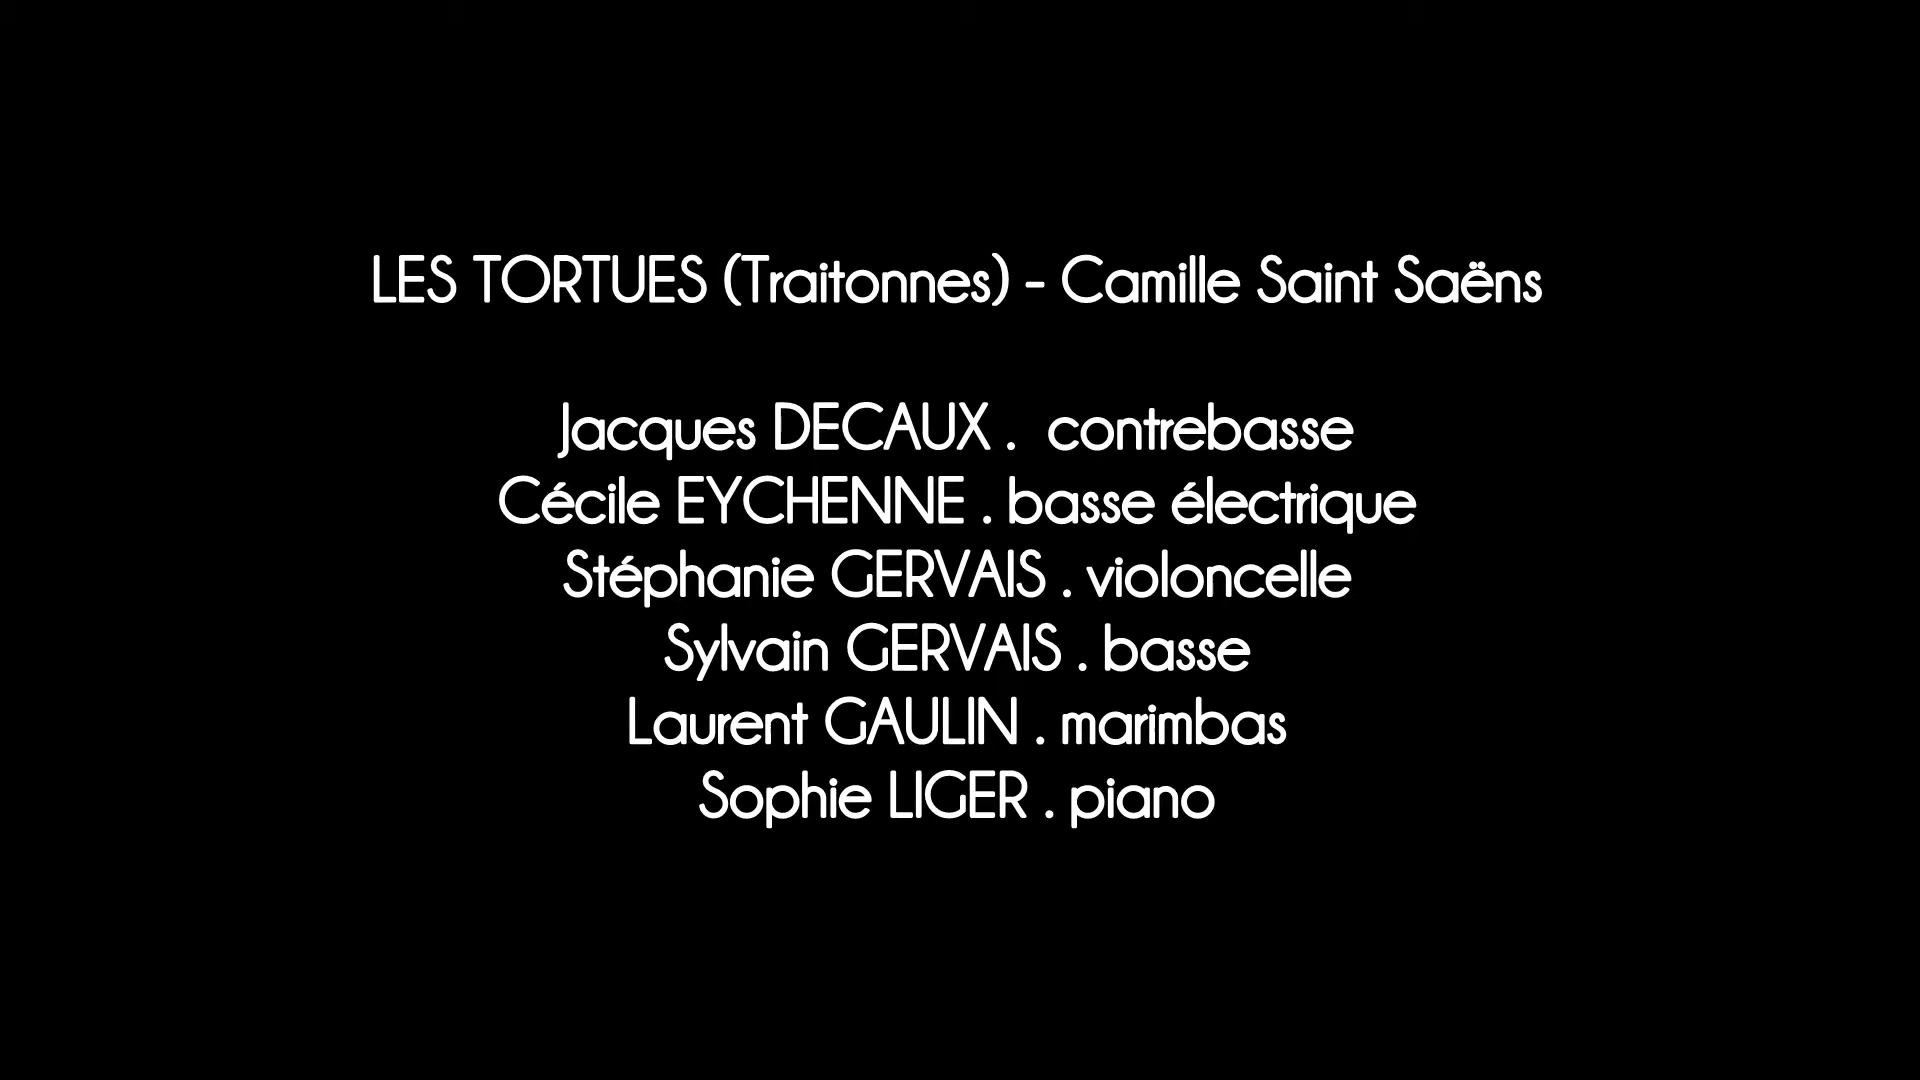 LES TORTUES (Traitonnes) - Camille Saint Saëns
Jacques DECAUX .  contrebasse
Cécile EYCHENNE . basse électrique
Stéphanie GERVAIS . violoncelle
Sylvain GERVAIS . basse
Laurent GAULIN . marimbas
Sophie LIGER . piano